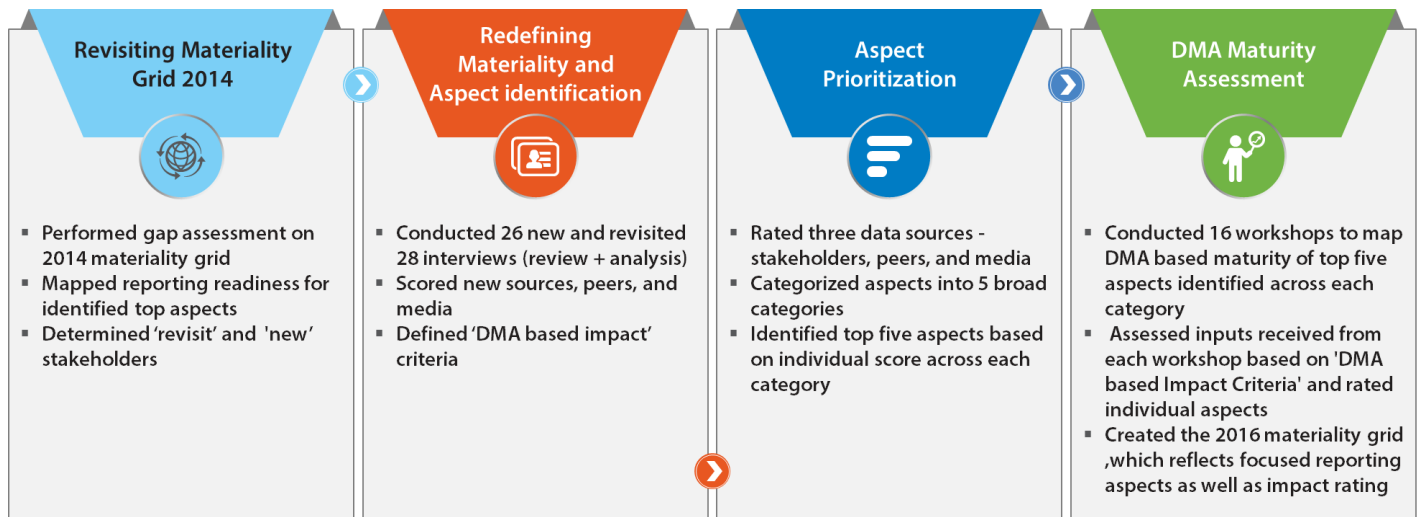 Revisiting Materiality
Grid 2014
▪ Performed gap assessment on
2014 materiality grid
▪ Mapped reporting readiness for
identified top aspects
▪ Determined ‘revisit’ and 'new’
stakeholders
Redefining
Materiality and
Aspect identification
▪ Conducted 26 new and revisited
28 interviews (review + analysis)
▪ Scored new sources, peers, and
media
▪ Defined ‘DMA based impact’
criteria
Aspect
Prioritization
▪ Rated three data sources -
stakeholders, peers, and media
▪ Categorized aspects into 5 broad
categories
▪ Identified top five aspects based
on individual score across each
category
DMA Maturity
Assessment
▪ Conducted 16 workshops to map
DMA based maturity of top five
aspects identified across each
category
▪ Assessed inputs received from
each workshop based on 'DMA
based Impact Criteria' and rated
individual aspects
▪ Created the 2016 materiality grid
,which reflects focused reporting
aspects as well as impact rating